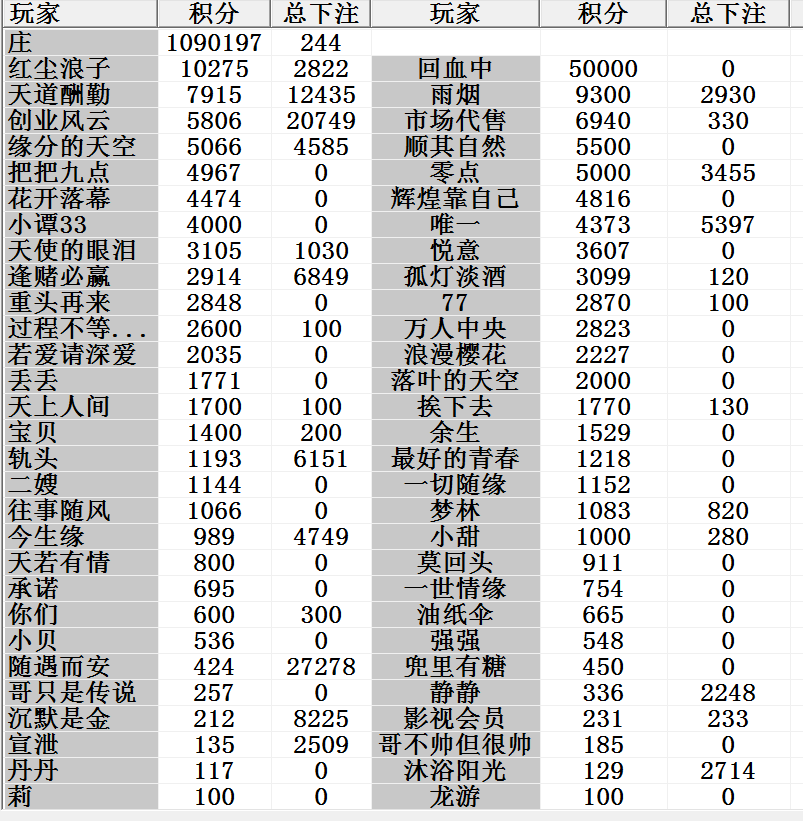 玩家 积分 总下注 玩家 积分 总下注
庄 1090197 244
红尘浪子 10275 2822 回血中 50000 0
天道酬勤 7915 12435 雨烟 9300 2930
创业风云 5806 20749 市场代售 6940 330
缘分的天空 5066 4585 顺其自然 5500 0
把把九点 4967 0 零点 5000 3455
花开落幕 4474 0 辉煌靠自己 4816 0
小谭33 4000 0 唯一 4373 5397
天使的眼泪 3105 1030 悦意 3607 0
逢赌必赢 2914 6849 孤灯淡酒 3099 120
重头再来 2848 0 77 2870 100
过程不等... 2600 100 万人中央 2823 0
若爱请深爱 2035 0 浪漫樱花 2227 0
丢丢 1771 0 落叶的天空 2000 0
天上人间 1700 100 挨下去 1770 130
宝贝 1400 200 余生 1529 0
轨头 1193 6151 最好的青春 1218 0
二嫂 1144 0 一切随缘 1152 0
往事随风 1066 0 梦林 1083 820
今生缘 989 4749 小甜 1000 280
天若有情 800 0 莫回头 911 0
承诺 695 0 一世情缘 754 0
你们 600 300 油纸伞 665 0
小贝 536 0 强强 548 0
随遇而安 424 27278 兜里有糖 450 0
哥只是传说 257 0 静静 336 2248
沉默是金 212 8225 影视会员 231 233
宣泄 135 2509 哥不帅但很帅 185 0
丹丹 117 0 沐浴阳光 129 2714
莉 100 0 龙游 100 0